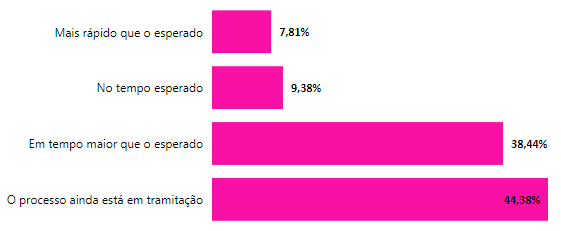 Mais rápido que o esperado 7,81%
No tempo esperado 9,38%
Em tempo maior que o esperado 38,44%
O processo ainda está em tramitação 44,38%